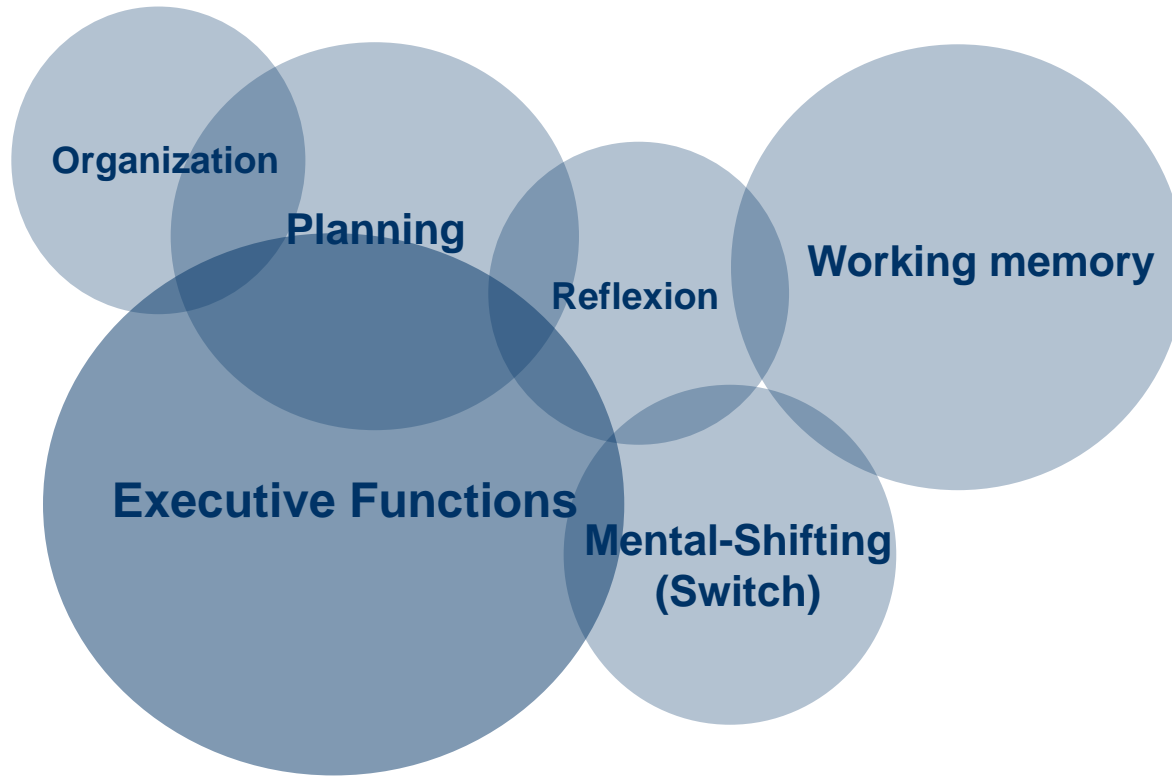 Organization
Planning
Reflexion
Working memory
Executive Functions
Mental-Shifting
(Switch)